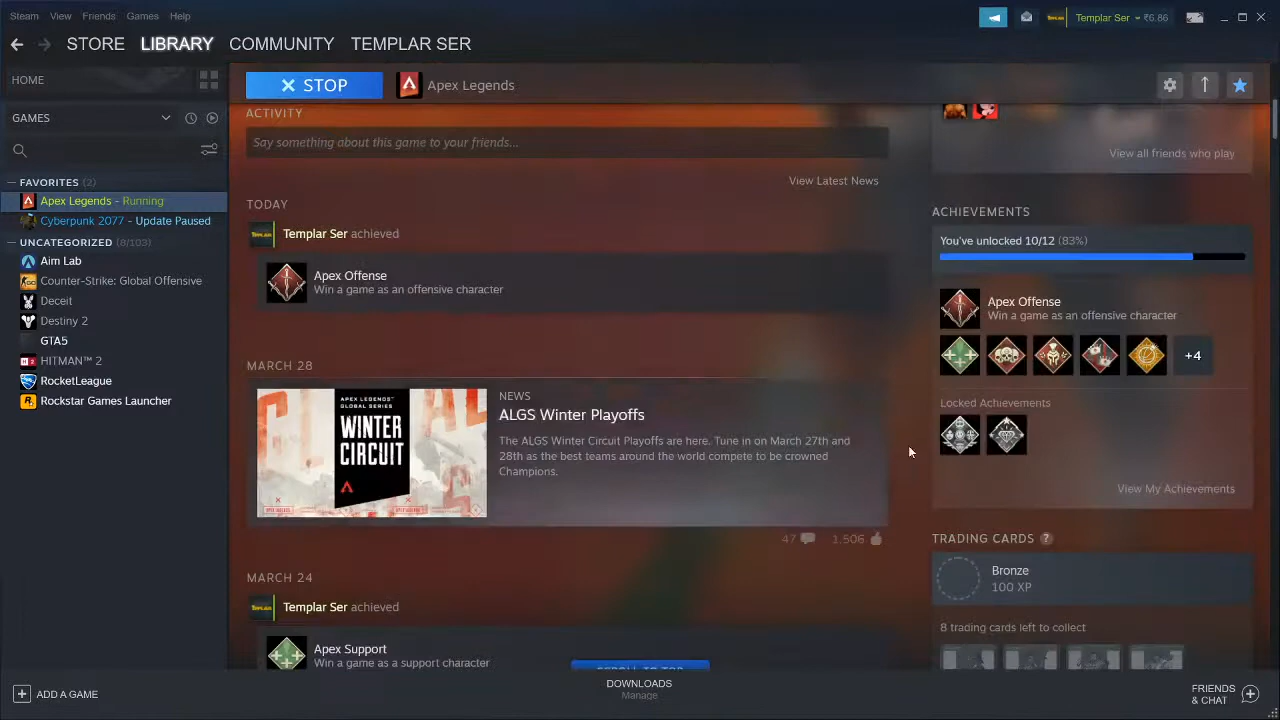 Steam View Friends Games Help
Templar Ser ₹6.86
STORE LIBRARY COMMUNITY TEMPLAR SER
HOME
STOP
Apex Legends
GAMES
ACTIVITY
Say something about this game to your friends...
View all friends who play
View Latest News
FAVORITES (2)
Apex Legends - Running
Cyberpunk 2077 - Update Paused
UNCATEGORIZED (8/103)
Aim Lab
Counter-Strike: Global Offensive
Deceit
Destiny 2
GTA5
HITMAN™ 2
RocketLeague
Rockstar Games Launcher
TODAY
Templar Ser achieved
Apex Offense
Win a game as an offensive character
MARCH 28
APEX LEGENDS™
GLOBAL SERIES
WINTER
CIRCUIT
NEWS
ALGS Winter Playoffs
The ALGS Winter Circuit Playoffs are here. Tune in on March 27th and
28th as the best teams around the world compete to be crowned
Champions.
47 1,506
MARCH 24
Templar Ser achieved
Apex Support
Win a game as a support character
SCROLL TO TOP
ACHIEVEMENTS
You've unlocked 10/12 (83%)
Apex Offense
Win a game as an offensive character
+4
Locked Achievements
View My Achievements
TRADING CARDS ?
Bronze
100 XP
8 trading cards left to collect
ADD A GAME
DOWNLOADS
Manage
FRIENDS
& CHAT